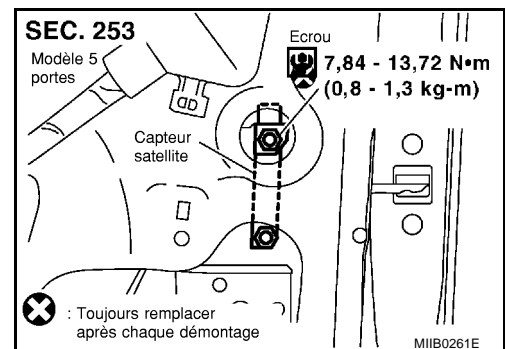 SEC. 253
Modèle 5
portes
Ecrou
7,84 - 13,72 N•m
(0,8 - 1,3 kg-m)
Capteur
satellite
: Toujours remplacer
après chaque démontage
MIIB0261E